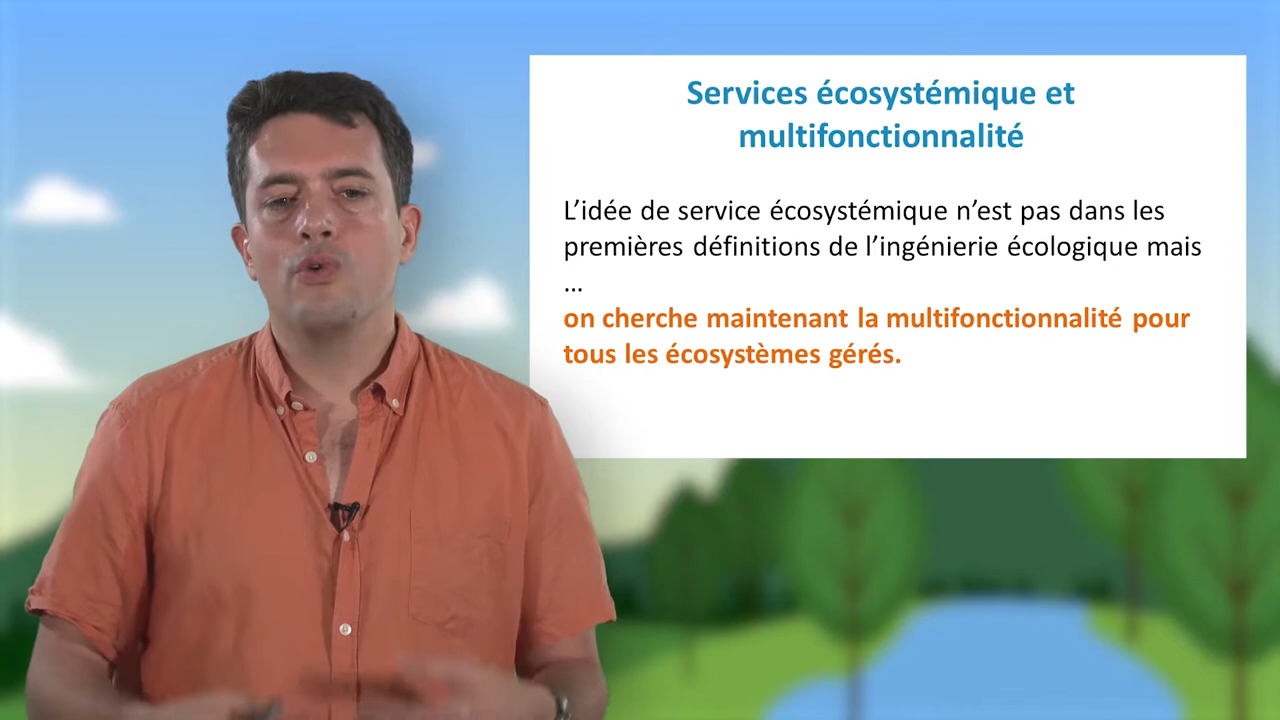 Services écosystémique et
multifonctionnalité
L’idée de service écosystémique n’est pas dans les
premières définitions de l’ingénierie écologique mais
…
on cherche maintenant la multifonctionnalité pour
tous les écosystèmes gérés.